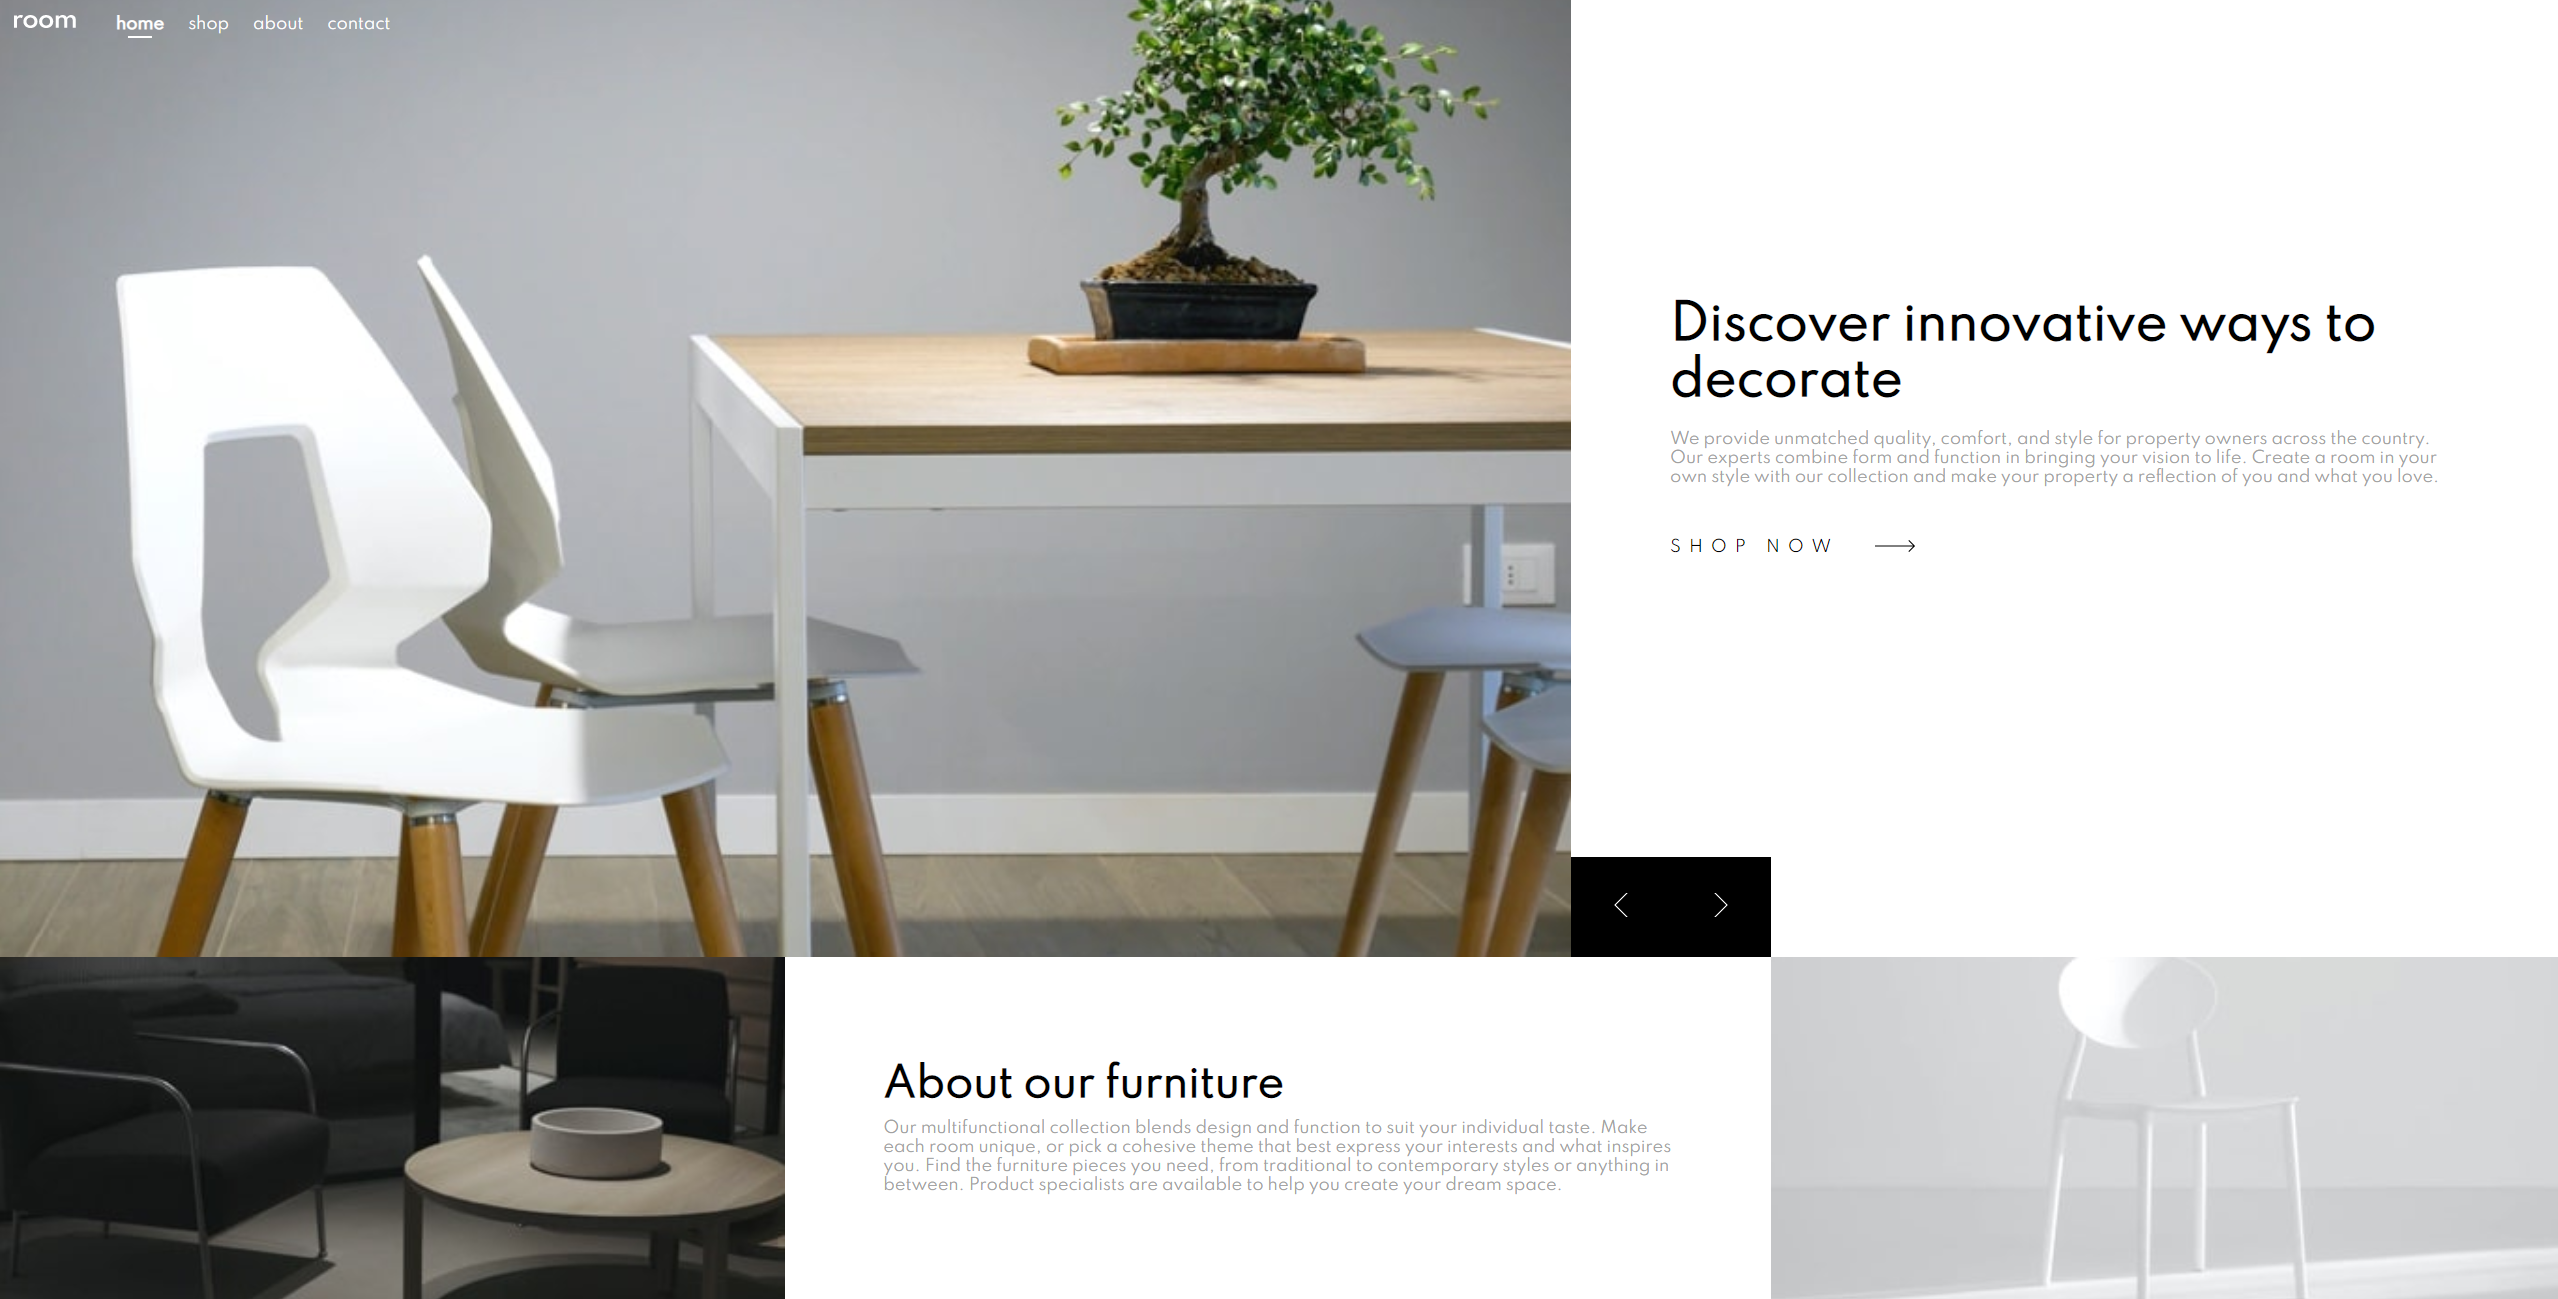 room
home shop about contact
Discover innovative ways to
decorate
We provide unmatched quality, comfort, and style for property owners across the country.
Our experts combine form and function in bringing your vision to life. Create a room in your
own style with our collection and make your property a reflection of you and what you love.
SHOP NOW
About our furniture
Our multifunctional collection blends design and function to suit your individual taste. Make
each room unique, or pick a cohesive theme that best express your interests and what inspires
you. Find the furniture pieces you need, from traditional to contemporary styles or anything in
between. Product specialists are available to help you create your dream space.